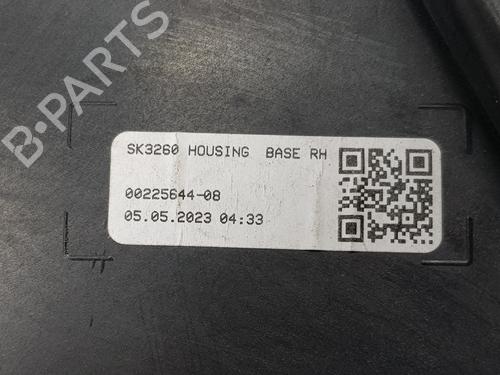 B-PARTS
SK3260 HOUSING BASE RH
00225644-08
05.05.2023 04:33